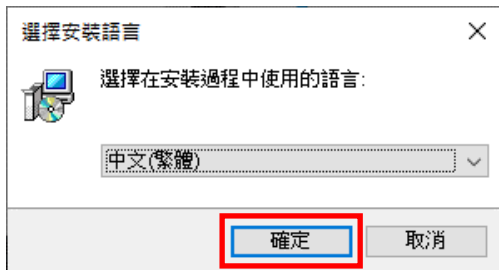 選擇安裝語言
選擇在安裝過程中使用的語言:
中文(繁體)
確定
取消